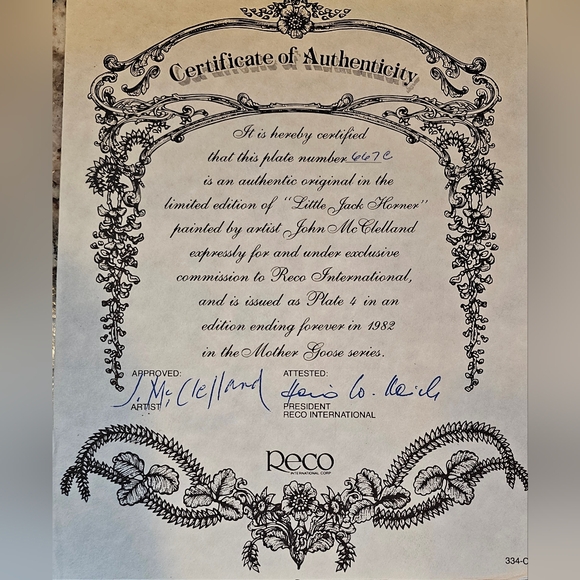 Certificate of Authenticity
It is hereby certified
that this plate number 667C
is an authentic original in the
limited edition of "Little Jack Horner"
painted by artist John McClelland
expressly for and under exclusive
commission to Reco International,
and is issued as Plate 4 in an
edition ending forever in 1982
in the Mother Goose series.
APPROVED:
J. McClelland
ARTIST
ATTESTED:
W.
PRESIDENT
RECO INTERNATIONAL
Reco
INTERNATIONAL CORP
334-C